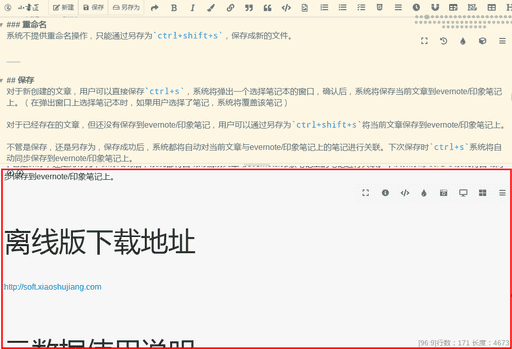 新建 保存 另存为
### 重命名
系统不提供重命名操作，只能通过另存为`ctrl+shift+s`，保存成新的文件。
## 保存
对于新创建的文章，用户可以直接保存`ctrl+s`，系统将弹出一个选择记本的窗口，确认后，系统将保存当前文章到evernote/印象笔记
上。（在弹出窗口上选择笔记本时，如果用户选择了笔记，系统将覆盖该笔记）
对于已经存在的文章，但还没有保存到evernote/印象笔记，用户可以通过另存为`ctrl+shift+s`将当前文章保存到evernote/印象笔记上。
不管是保存，还是另存为，保存成功后，系统都将自动对当前文章与evernote/印象笔记上的笔记进行关联。下次保存时`ctrl+s`系统将自
动同步保存到evernote/印象笔记上。
步保存到evernote/印象笔记上。
离线版下载地址
http://soft.xiaoshujiang.com
元数据使用说明
[96:9]行数：171 长度：4673